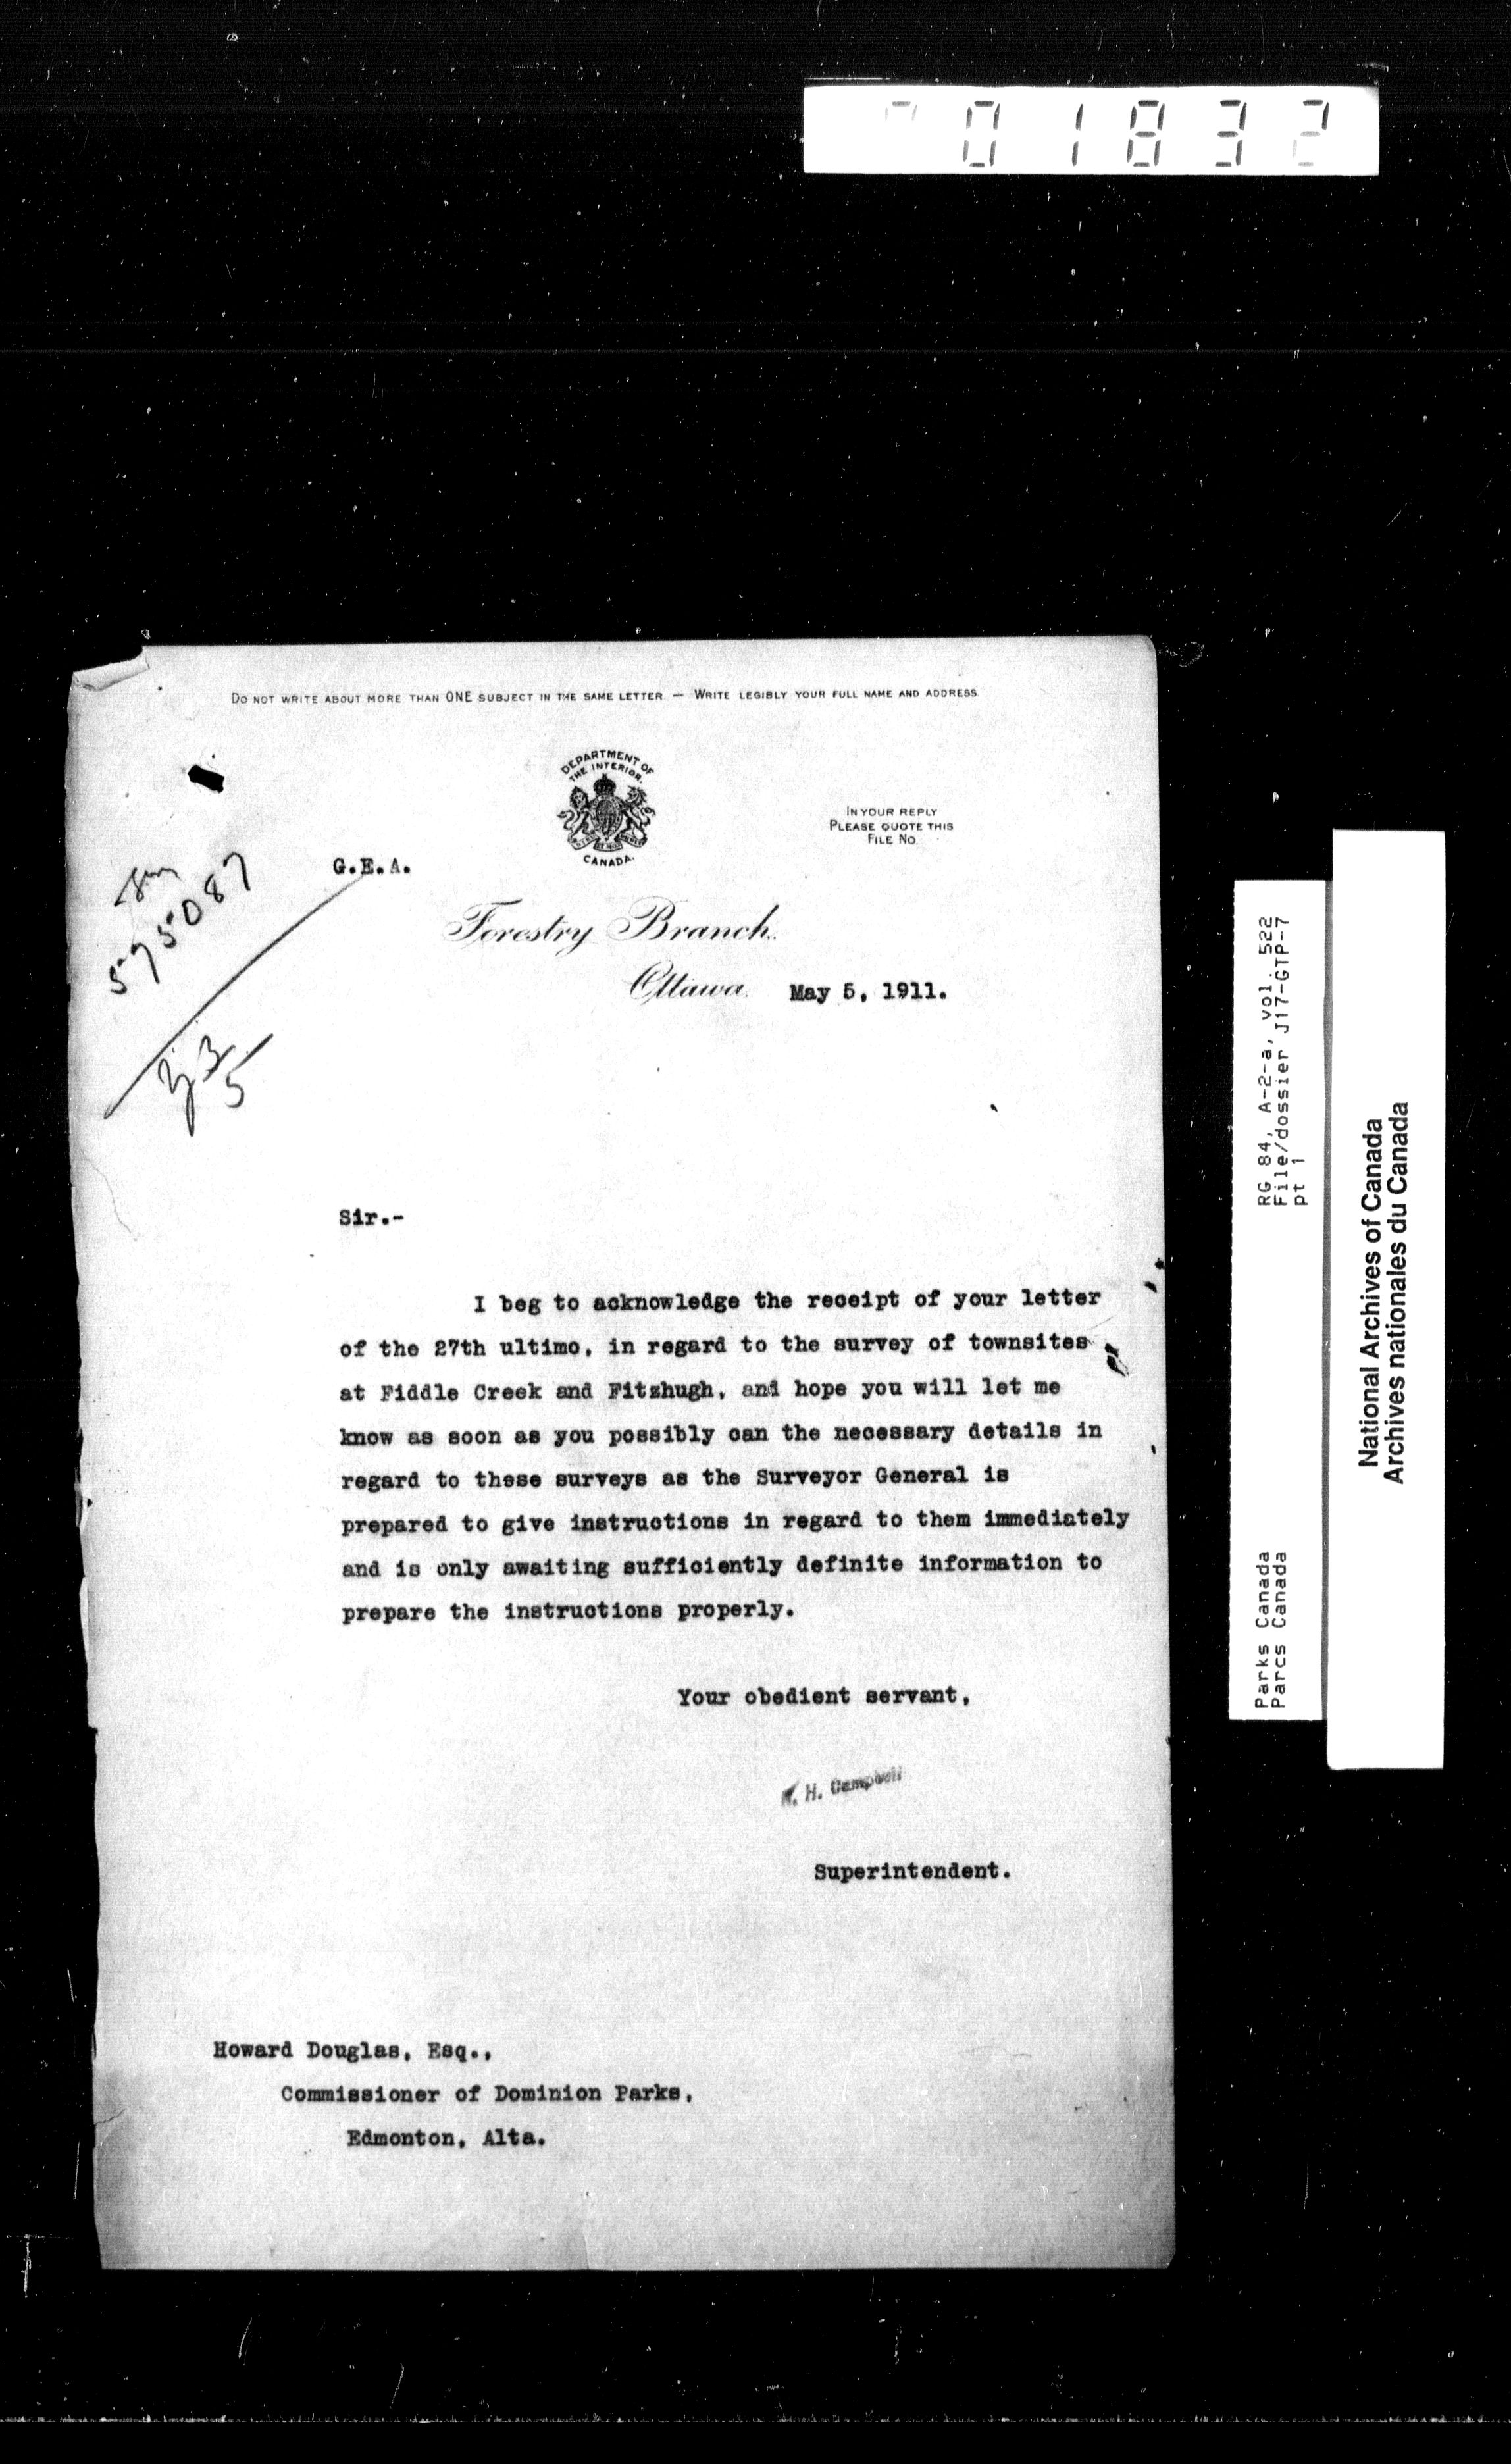 01832
DO NOT WRITE ABOUT MORE THAN ONE SUBJECT IN THE SAME LETTER. — WRITE LEGIBLY YOUR FULL NAME AND ADDRESS.
DEPARTMENT OF
THE INTERIOR.
CANADA.
IN YOUR REPLY
PLEASE QUOTE THIS
FILE NO.
G.E.A.
575087
Forestry Branch.
Ottawa. May 5, 1911.
Sir.-
I beg to acknowledge the receipt of your letter
of the 27th ultimo, in regard to the survey of townsites
at Fiddle Creek and Fitzhugh, and hope you will let me
know as soon as you possibly can the necessary details in
regard to these surveys as the Surveyor General is
prepared to give instructions in regard to them immediately
and is only awaiting sufficiently definite information to
prepare the instructions properly.
Your obedient servant,
H. Campbell
Superintendent.
Howard Douglas, Esq.,
Commissioner of Dominion Parks,
Edmonton, Alta.
Parks Canada RG 84, A-2-a, vol. 522
Parcs Canada File/dossier J17-GTP-7
pt 1
National Archives of Canada
Archives nationales du Canada